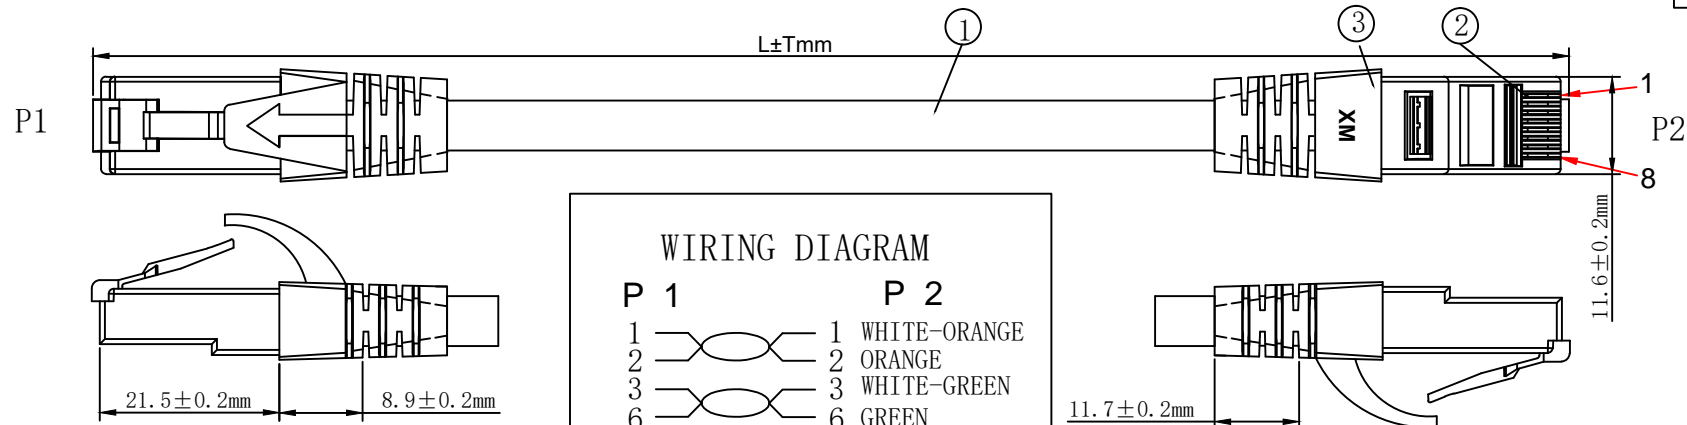 L±Tmm
1
3
2
P1
XM
1
P2
8
11.6±0.2mm
WIRING DIAGRAM
P 1 P 2
1 1 WHITE-ORANGE
2 2 ORANGE
3 3 WHITE-GREEN
6 6 GREEN
21.5±0.2mm
8.9±0.2mm
11.7±0.2mm